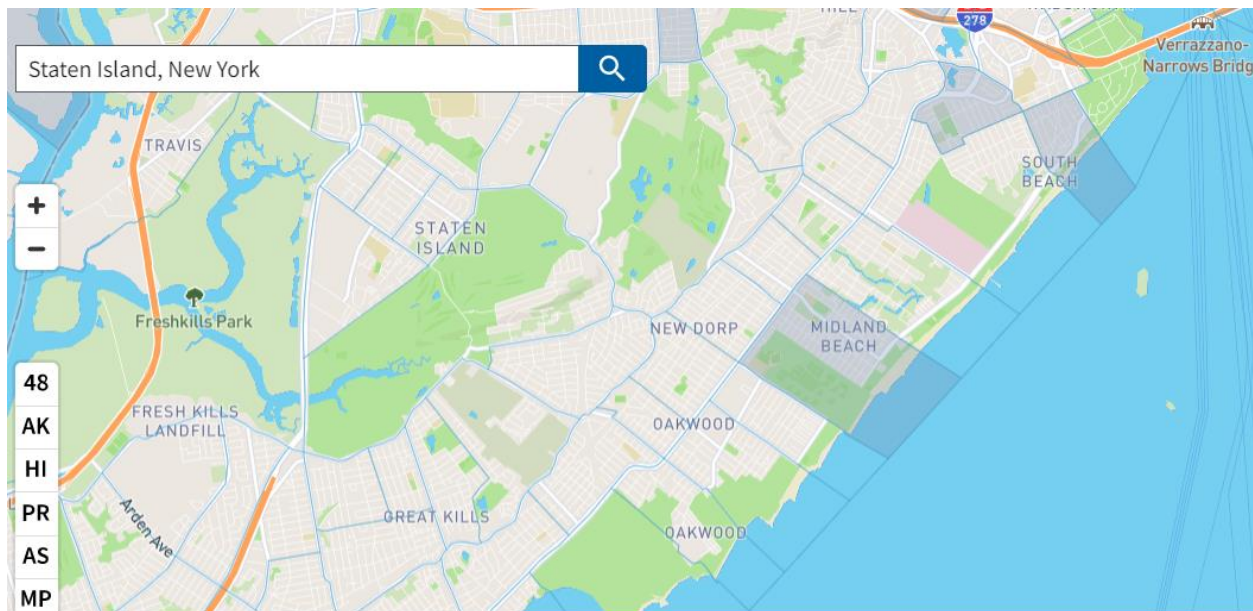 278
Verrazzano-
Narrows Bridg
Staten Island, New York
TRAVIS
SOUTH
BEACH
+
STATEN
ISLAND
−
Freshkills Park
NEW DORP
MIDLAND
BEACH
48
FRESH KILLS
LANDFILL
AK
OAKWOOD
HI
PR
Arden Ave
GREAT KILLS
OAKWOOD
AS
MP